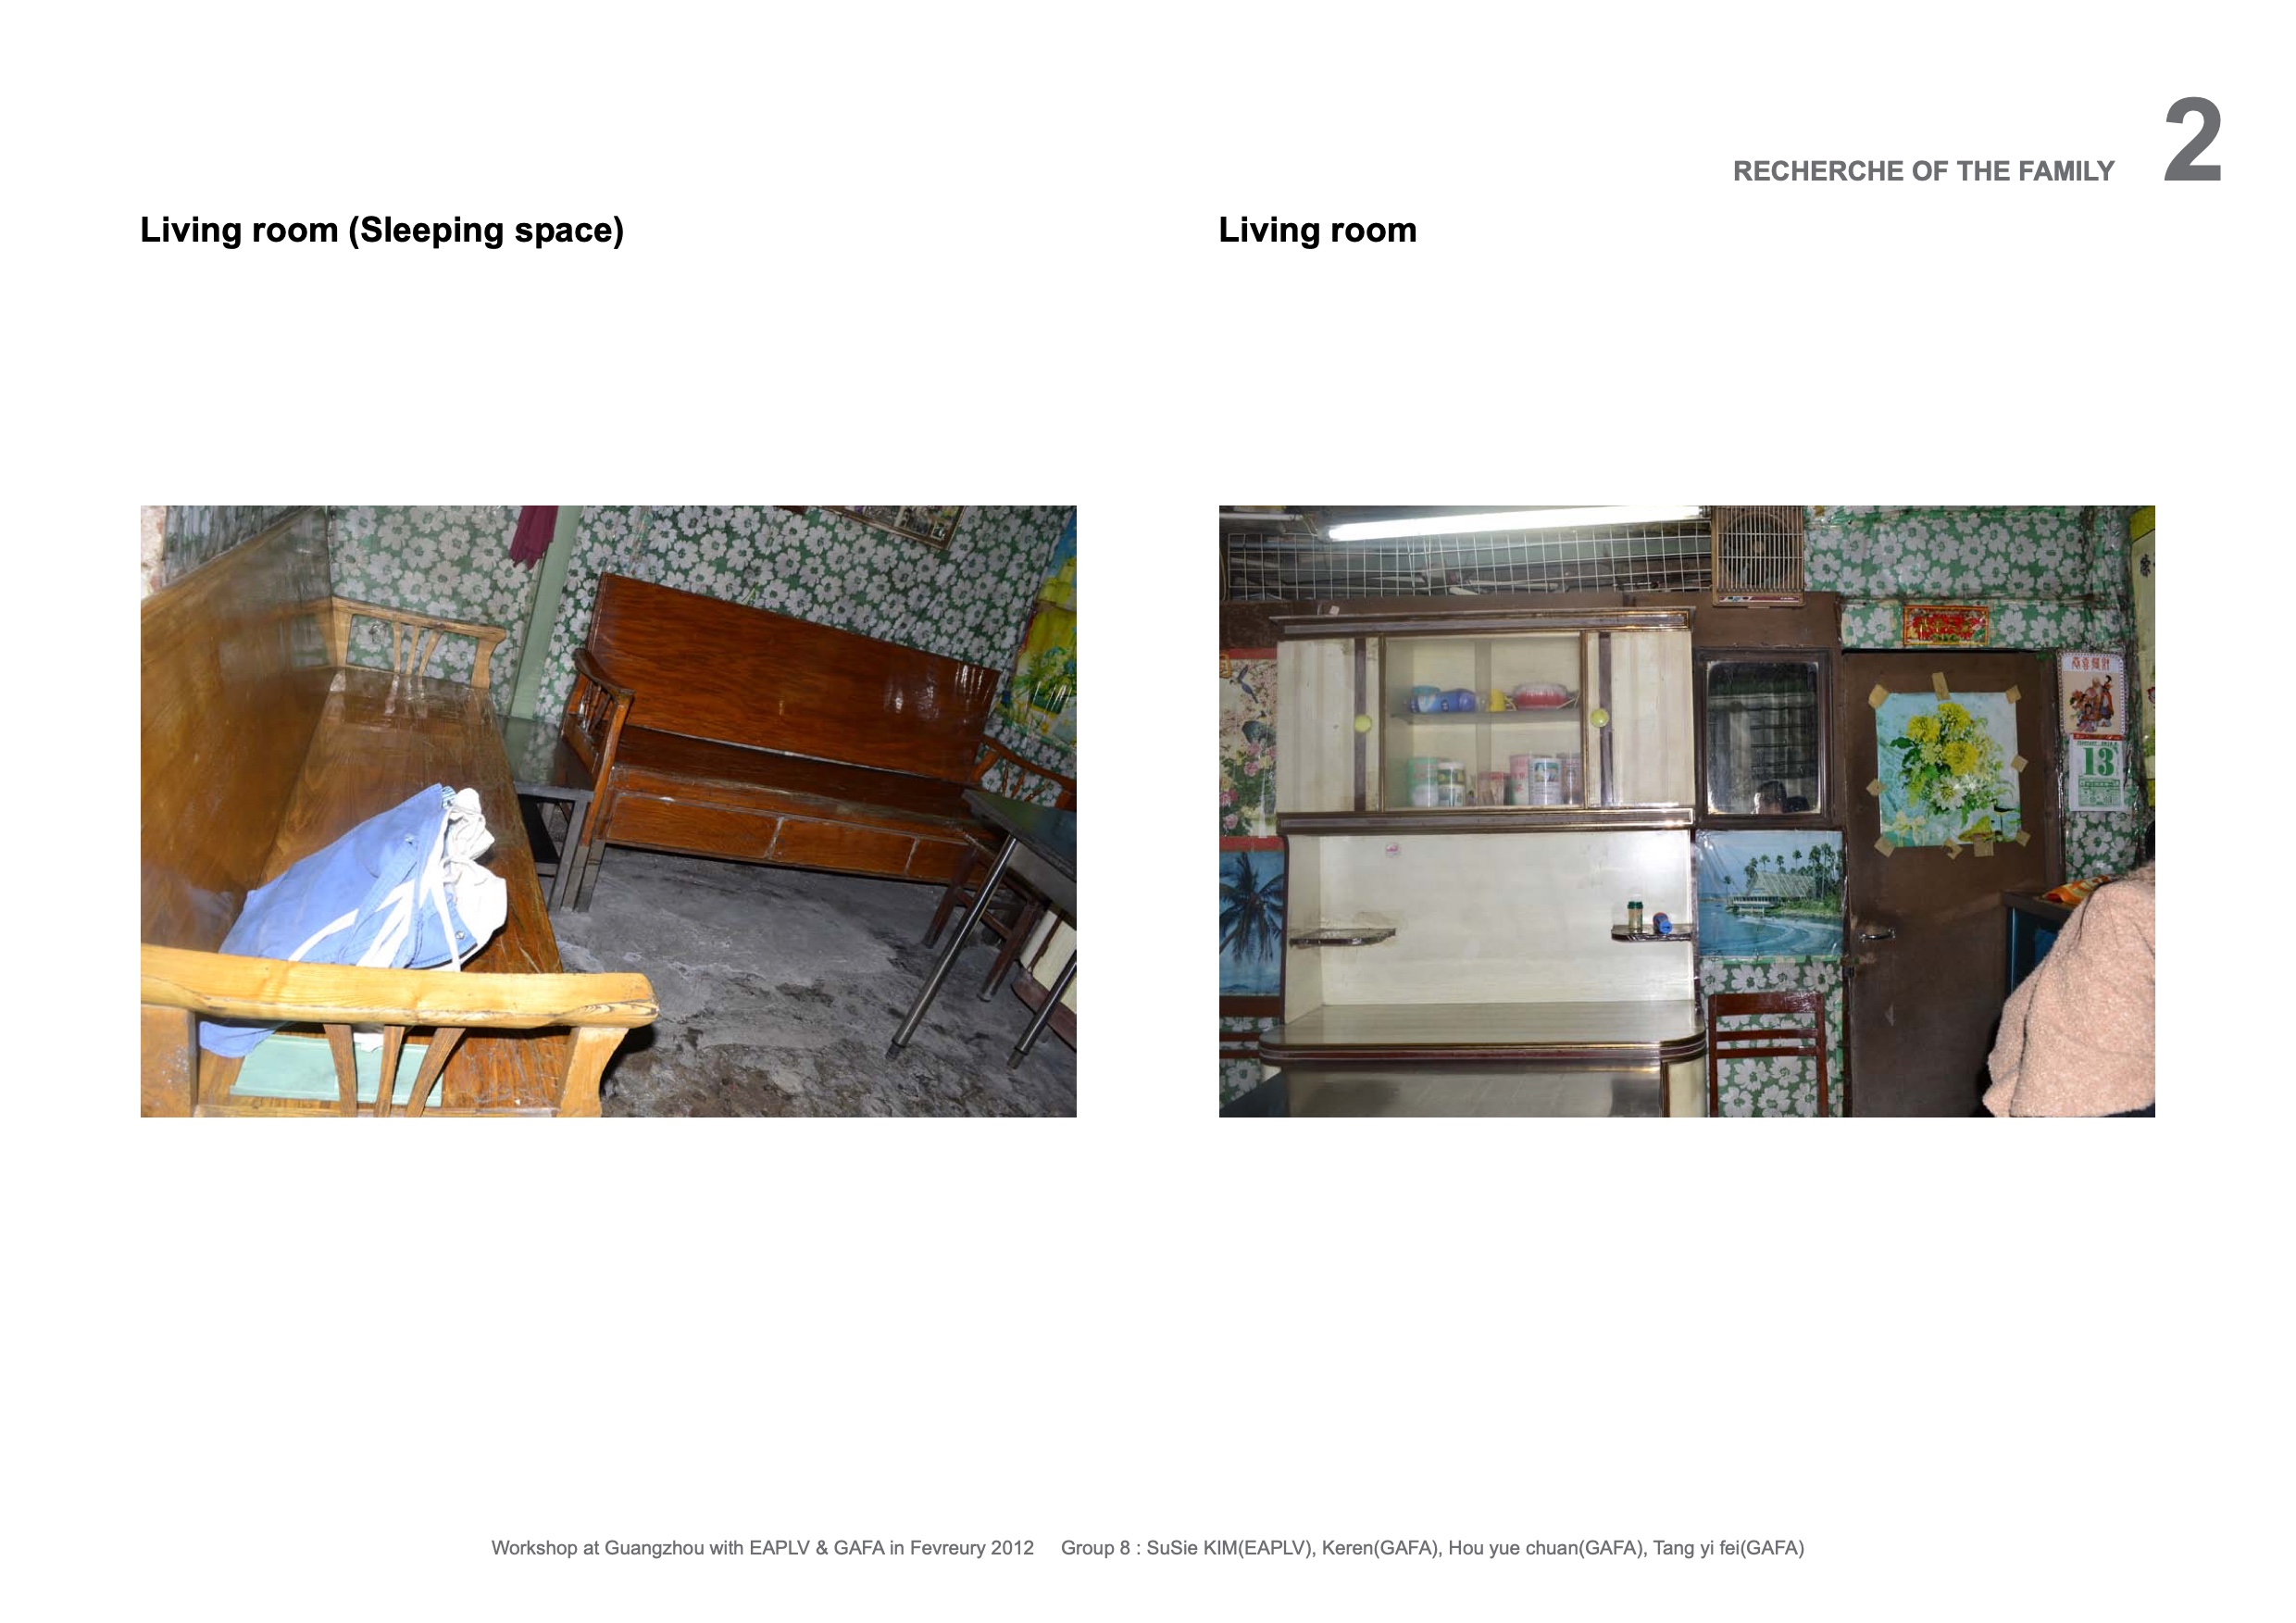 RECHERCHE OF THE FAMILY 2
Living room (Sleeping space)
Living room
13
Workshop at Guangzhou with EAPLV & GAFA in Fevreury 2012 Group 8 : SuSie KIM(EAPLV), Keren(GAFA), Hou yue chuan(GAFA), Tang yi fei(GAFA)